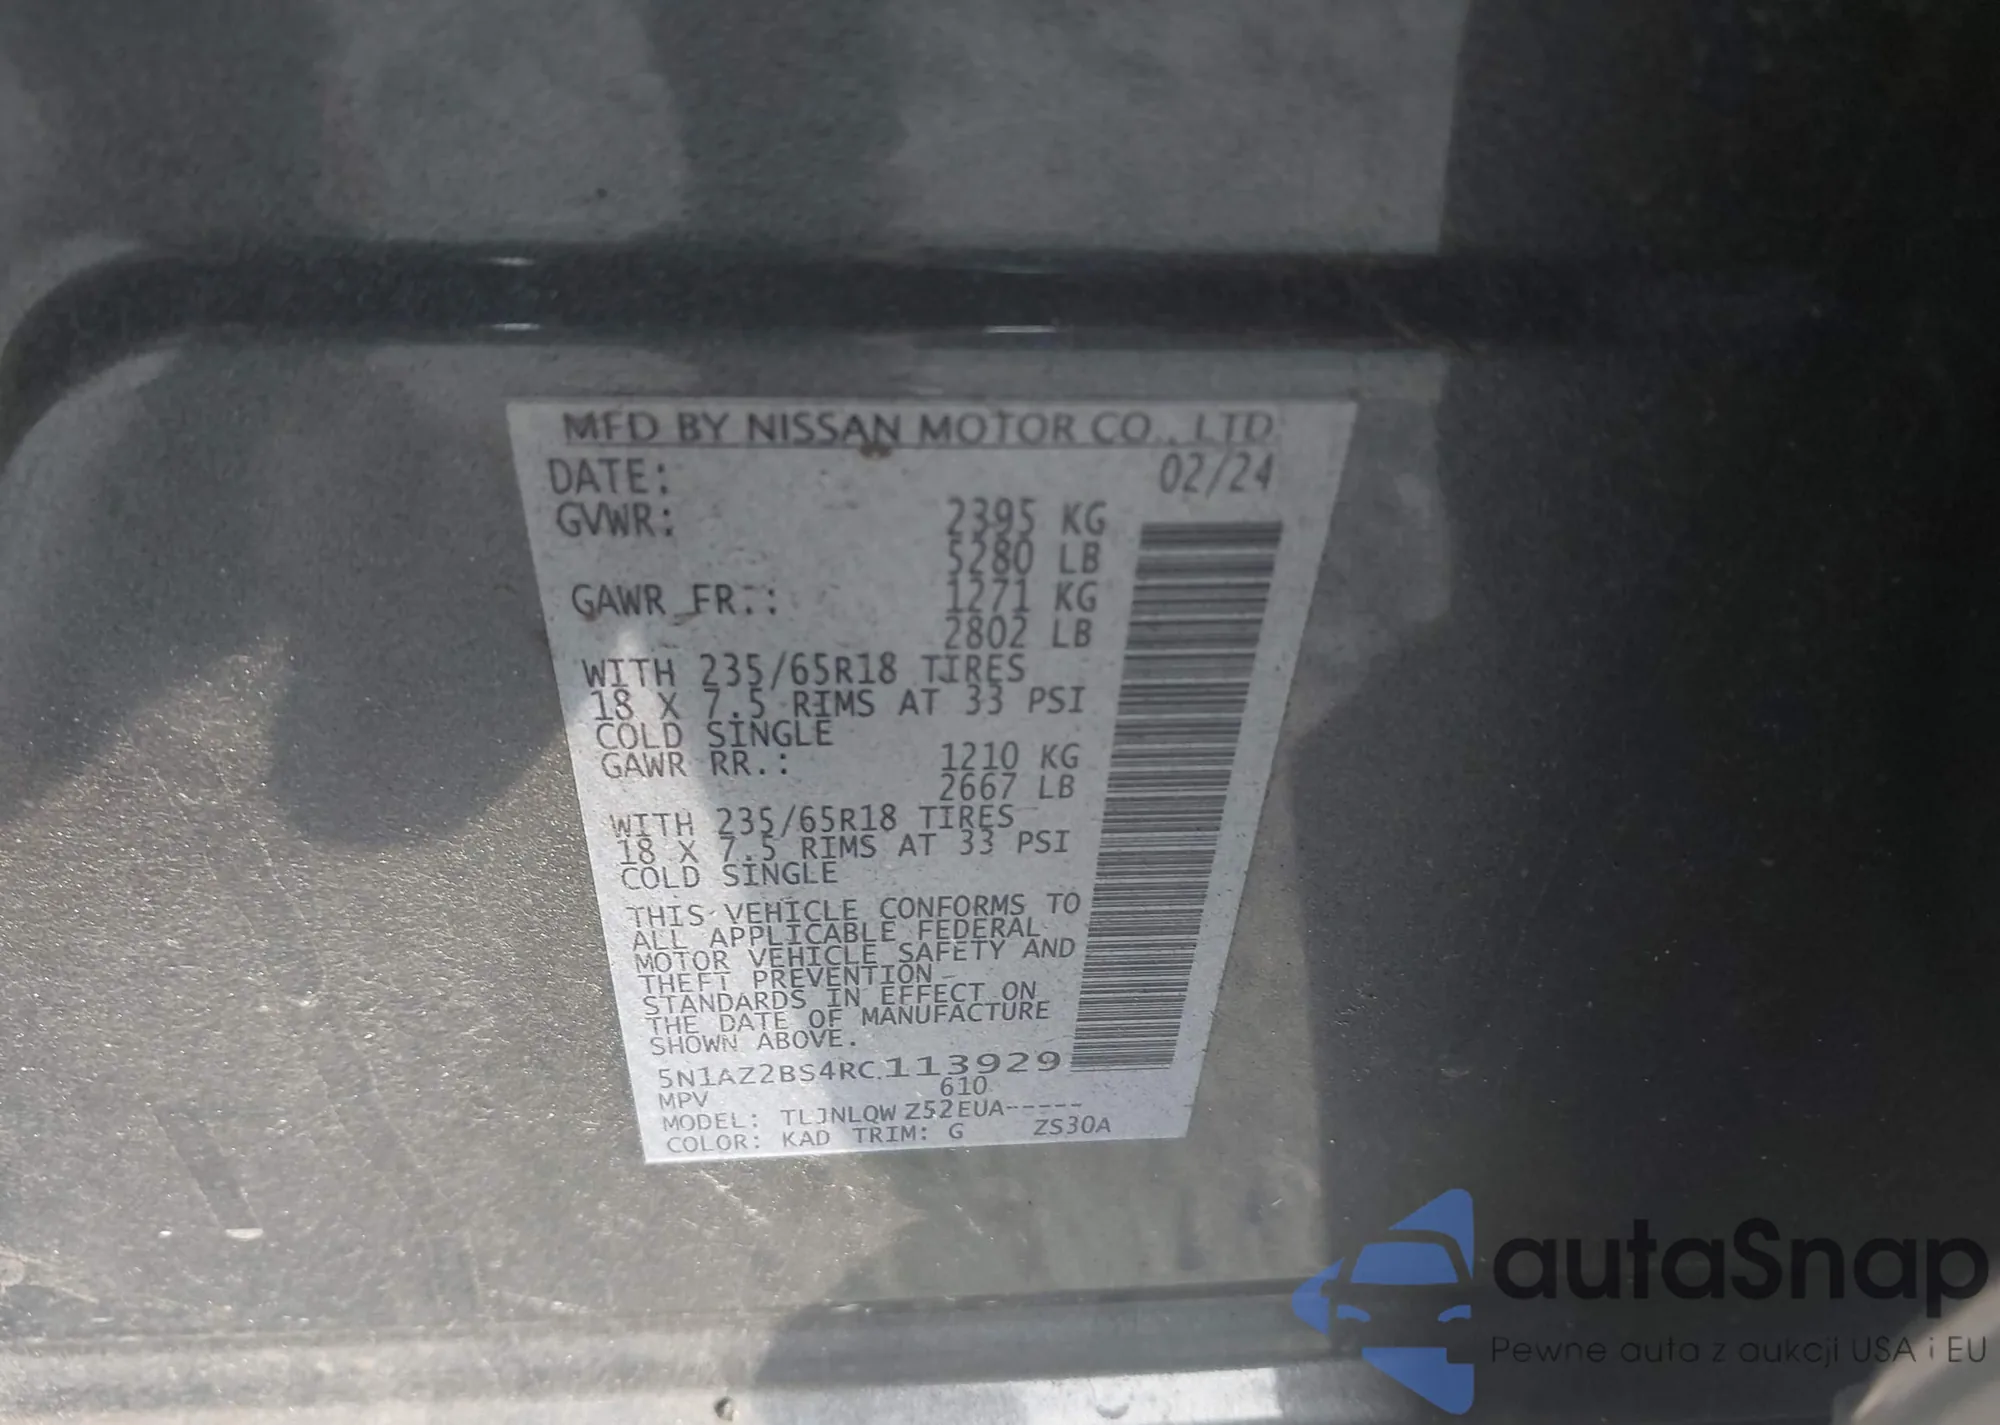 MFD BY NISSAN MOTOR CO., LTD
DATE: 02/24
GVWR: 2395 KG
5280 LB
GAWR FR.: 1271 KG
2802 LB
WITH 235/65R18 TIRES
18 X 7.5 RIMS AT 33 PSI
COLD SINGLE
GAWR RR.: 1210 KG
2667 LB
WITH 235/65R18 TIRES
18 X 7.5 RIMS AT 33 PSI
COLD SINGLE
THIS VEHICLE CONFORMS TO
ALL APPLICABLE FEDERAL
MOTOR VEHICLE SAFETY AND
THEFT PREVENTION
STANDARDS IN EFFECT ON
THE DATE OF MANUFACTURE
SHOWN ABOVE.
5N1AZ2BS4RC113929
MPV 610
MODEL: TLJNLQW Z52EUA-----
COLOR: KAD TRIM: G ZS30A
autaSnap
Pewne auta z aukcji USA i EU